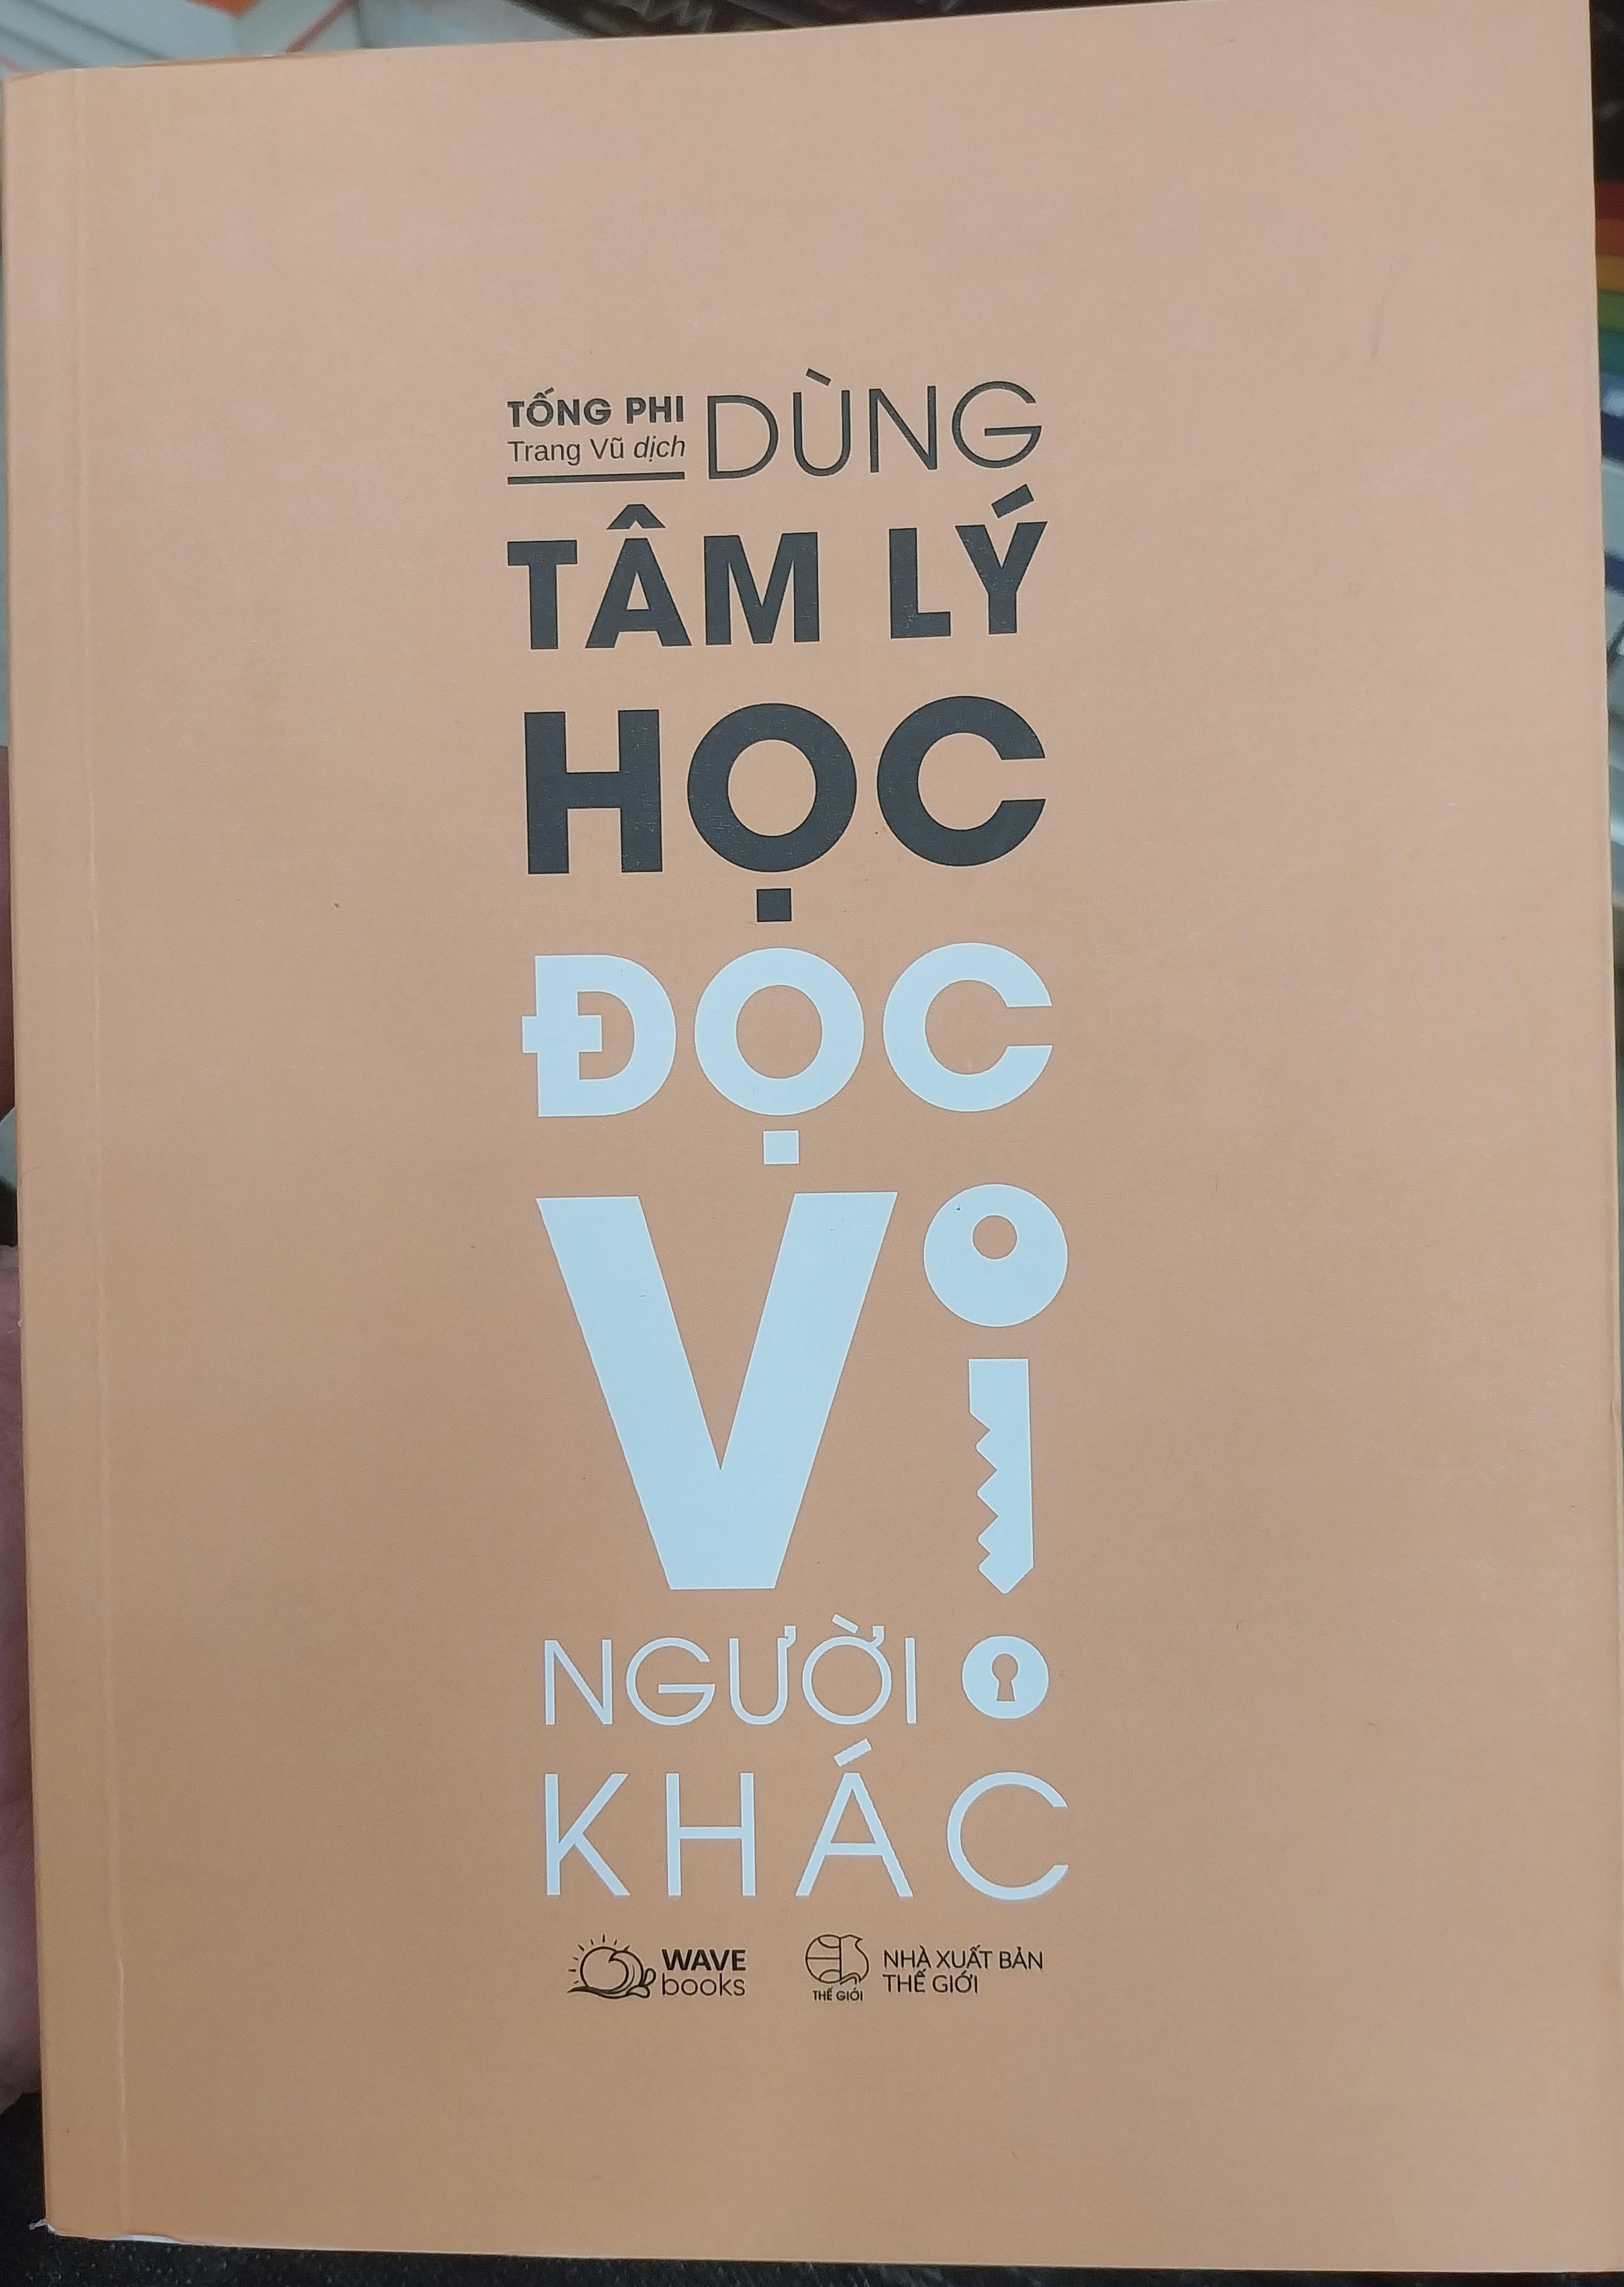 TỐNG PHI
Trang Vũ dịch
DÙNG
TÂM LÝ
HỌC
ĐỌC
Vị
NGƯỜI
KHÁC
WAVE
books
THẾ GIỚI
NHÀ XUẤT BẢN
THẾ GIỚI